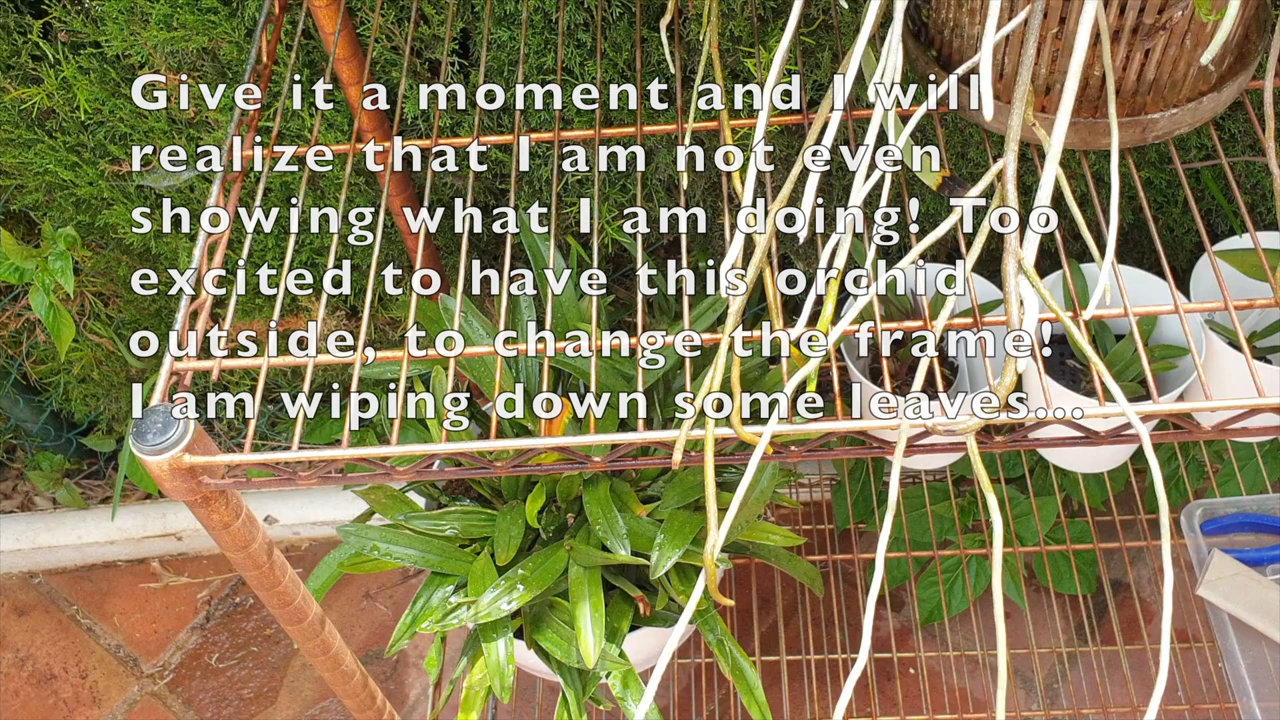 Give it a moment and I will
realize that I am not even
showing what I am doing! Too
excited to have this orchid
outside, to change the frame!
I am wiping down some leaves...